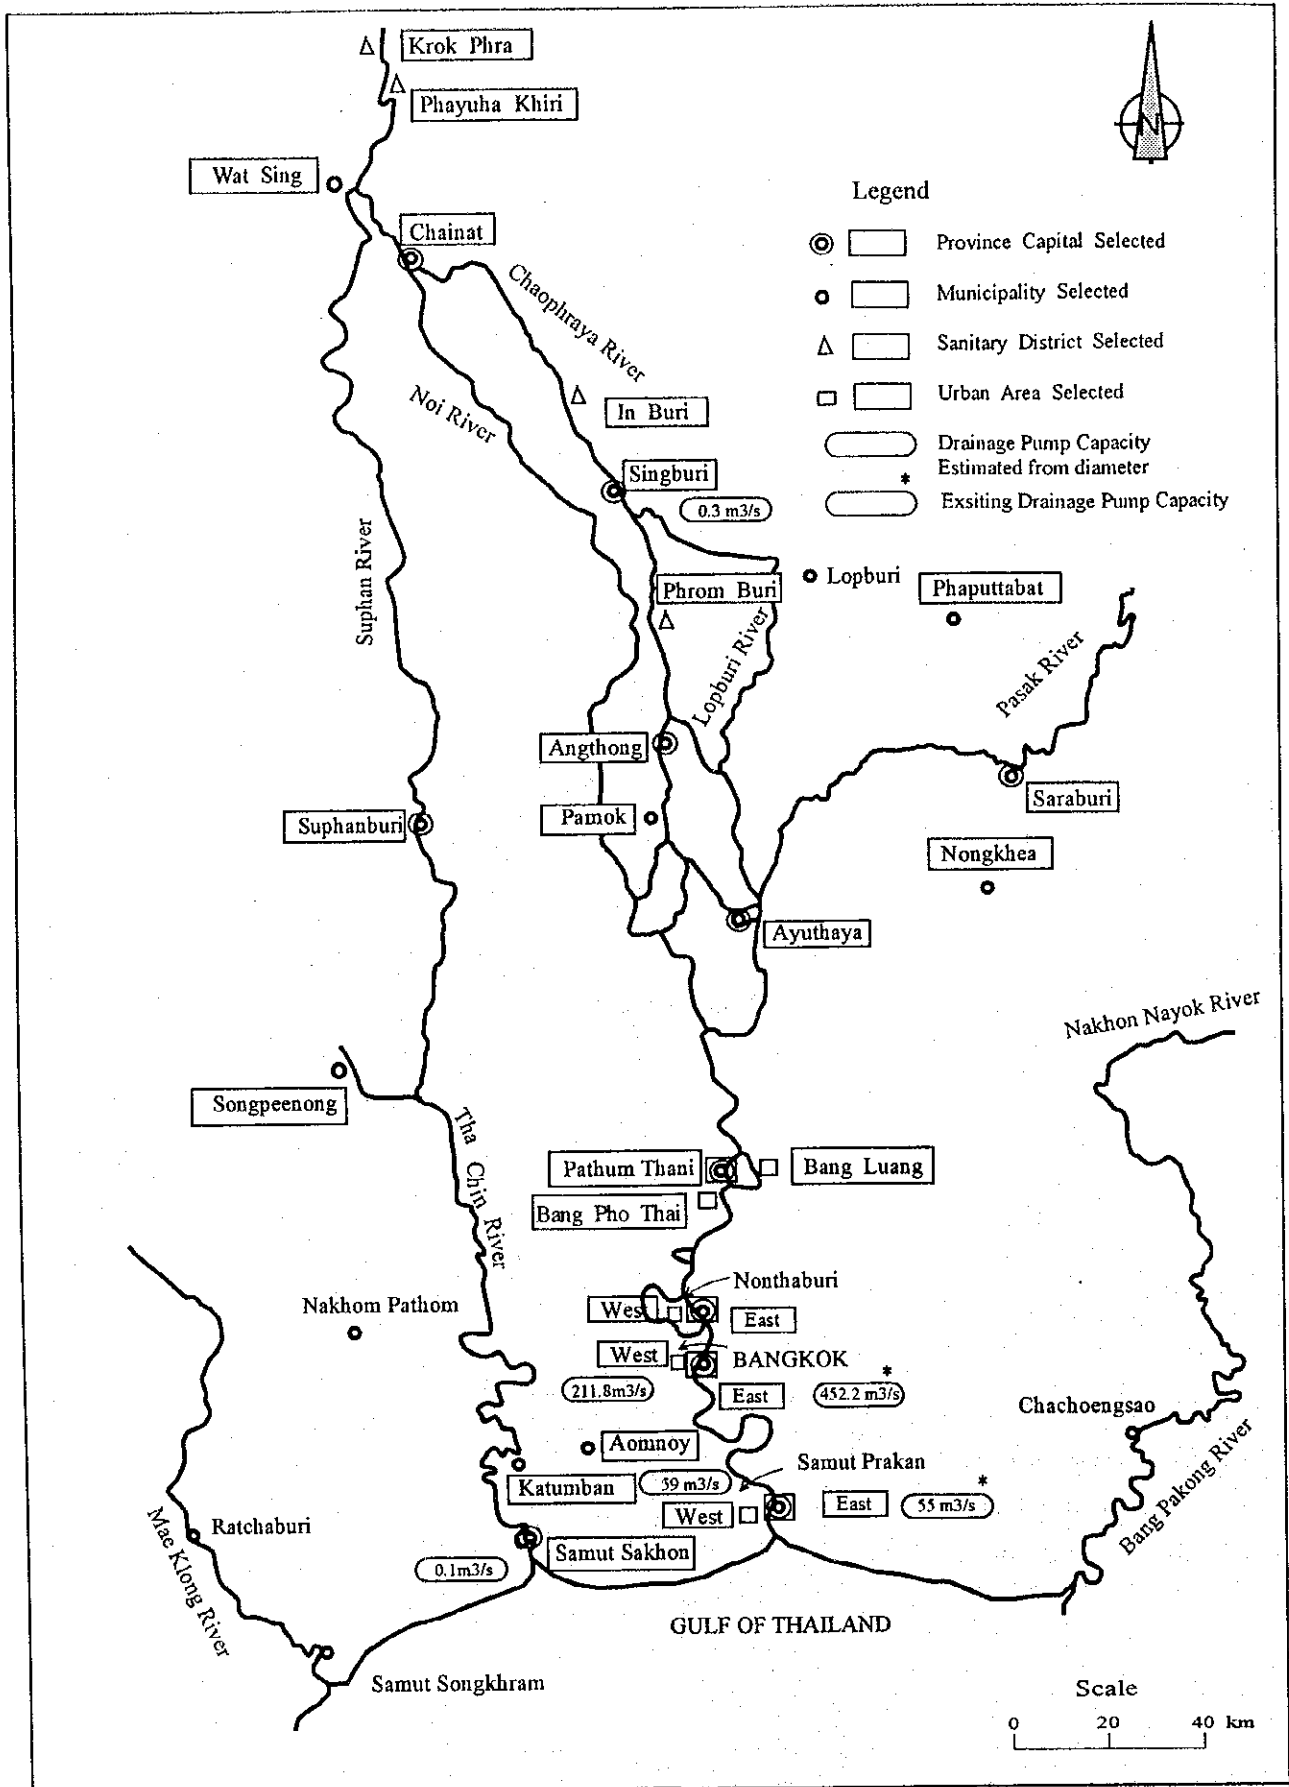 Krok Phra
Phayuha Khiri
N
Wat Sing
Legend
Chainat
Province Capital Selected
Chaophraya River
Municipality Selected
Sanitary District Selected
Noi River
In Buri
Urban Area Selected
Drainage Pump Capacity
Estimated from diameter
*
Exsiting Drainage Pump Capacity
Singburi
0.3 m3/s
Suphan River
Phrom Buri
Lopburi
Phaputtabat
Lopburi River
Pasak River
Angthong
Saraburi
Suphanburi
Pamok
Nongkhea
Ayuthaya
Nakhon Nayok River
Songpeenong
Tha Chin River
Pathum Thani
Bang Luang
Bang Pho Thai
Nonthaburi
Nakhom Pathom
West
East
West
BANGKOK
211.8m3/s
East
*
452.2 m3/s
Chachoengsao
Aomnoy
Samut Prakan
Katumban
59 m3/s
*
West
East
55 m3/s
Bang Pakong River
Ratchaburi
Mae Klong River
Samut Sakhon
0.1m3/s
GULF OF THAILAND
Samut Songkhram
Scale
0 20 40 km